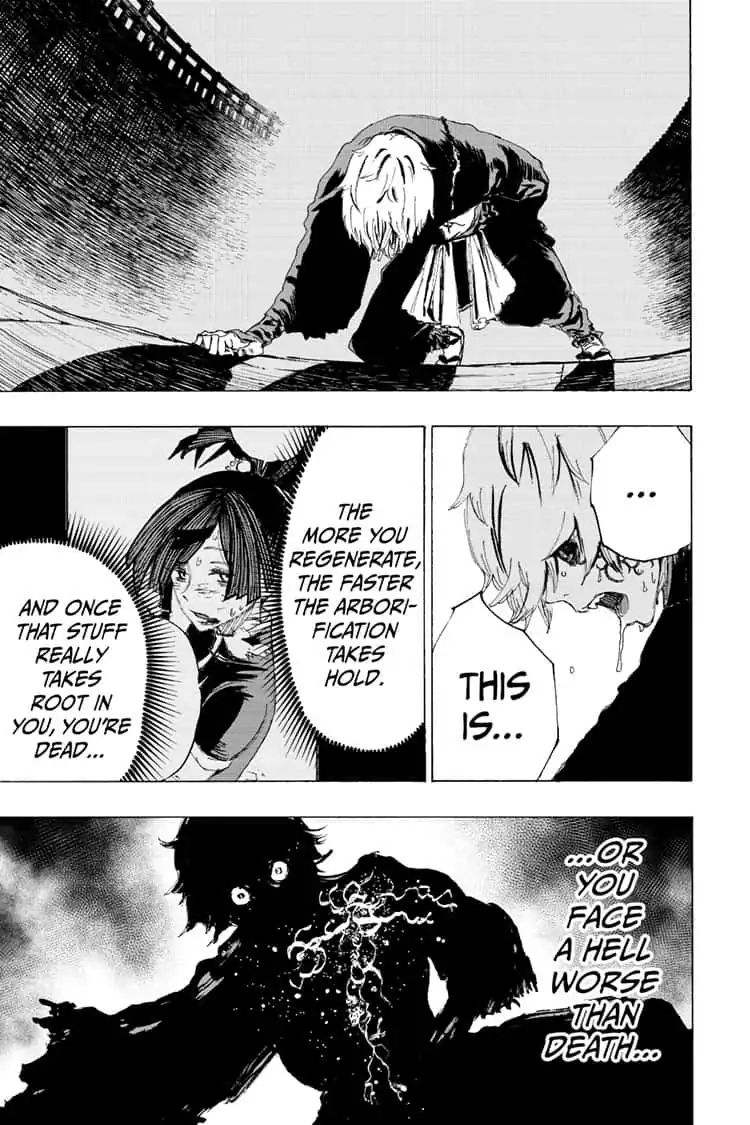 ...
THIS
IS...
THE
MORE YOU
REGENERATE,
THE FASTER
THE ARBORI-
FICATION
TAKES
HOLD.
AND ONCE
THAT STUFF
REALLY
TAKES
ROOT IN
YOU, YOU'RE
DEAD...
...OR
YOU
FACE
A HELL
WORSE
THAN
DEATH...